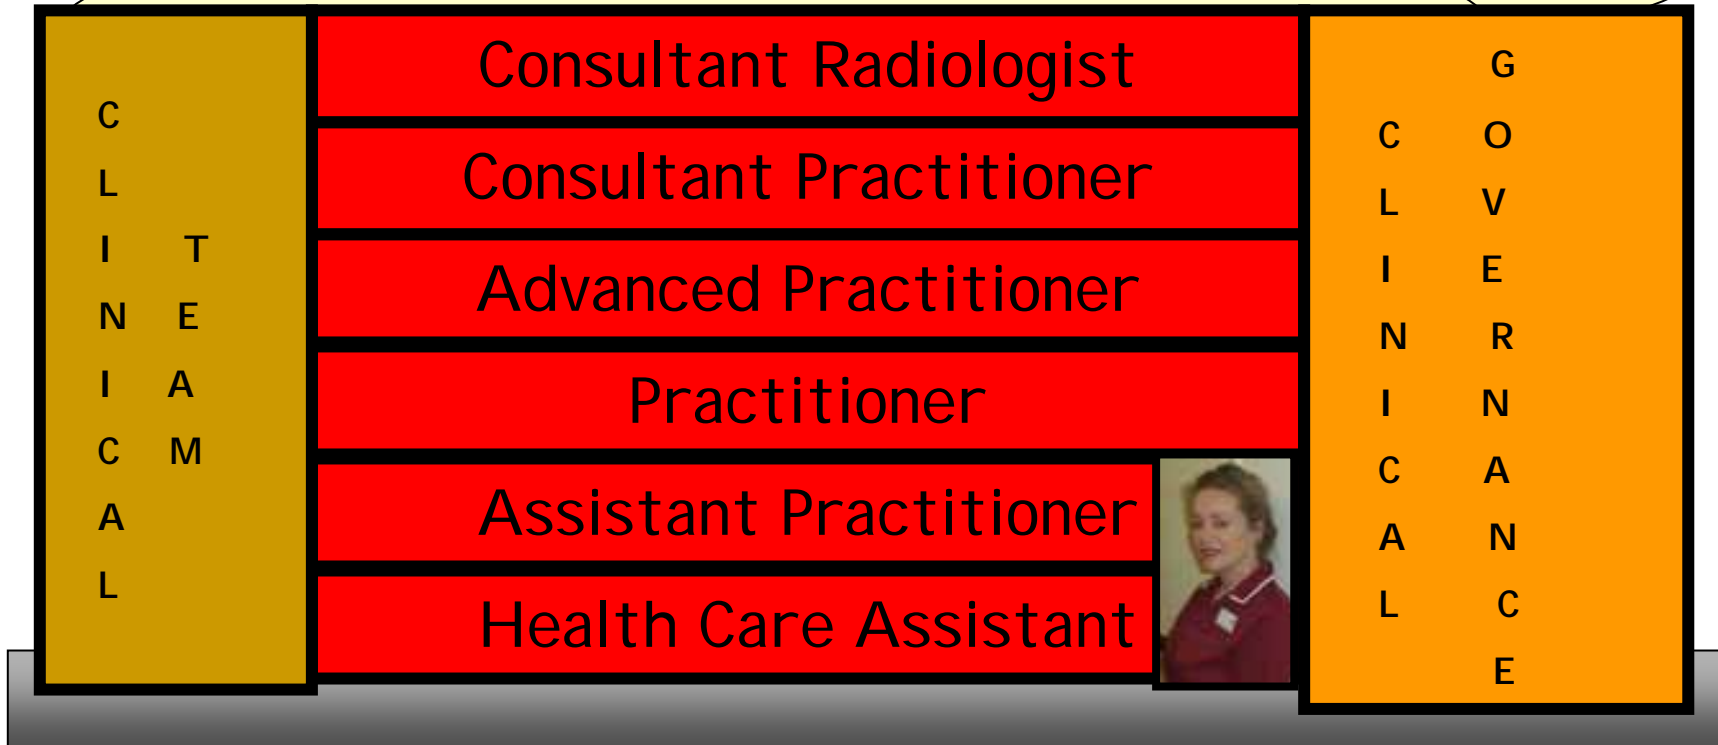 CLINICAL
TEAM
Consultant Radiologist
Consultant Practitioner
Advanced Practitioner
Practitioner
Assistant Practitioner
Health Care Assistant
CLINICAL
GOVERNANCE